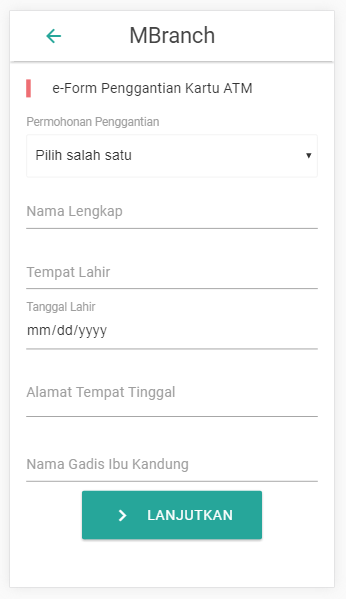 MBranch
e-Form Penggantian Kartu ATM
Permohonan Penggantian
Pilih salah satu
Nama Lengkap
Tempat Lahir
Tanggal Lahir
mm/dd/yyyy
Alamat Tempat Tinggal
Nama Gadis Ibu Kandung
LANJUTKAN